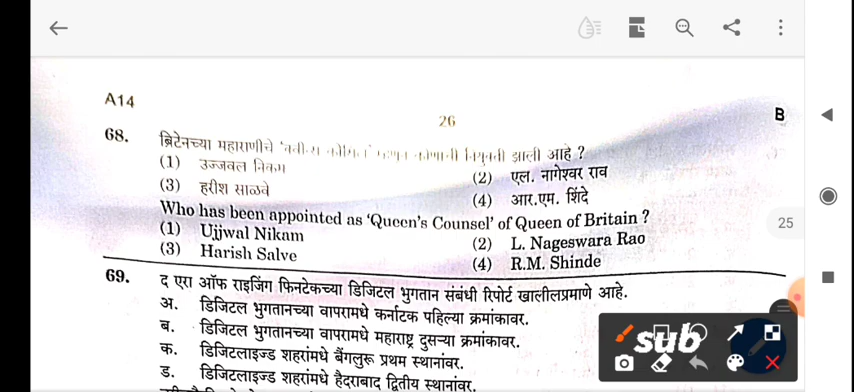 A14
26
B
68. ब्रिटेनच्या महाराणीचे 'क्वीन्स कौन्सिल' म्हणून कोणाची नियुक्ती झाली आहे ?
(1) उज्जवल निकम
(2) एल. नागेश्वर राव
(3) हरीश साळवे
(4) आर.एम. शिंदे
Who has been appointed as 'Queen's Counsel' of Queen of Britain ?
(1) Ujjwal Nikam
(2) L. Nageswara Rao
(3) Harish Salve
(4) R.M. Shinde
25
69. द एरा ऑफ राइजिंग फिनटेकच्या डिजिटल भुगतान संबंधी रिपोर्ट खालीलप्रमाणे आहे.
अ. डिजिटल भुगतानच्या वापरामधे कर्नाटक पहिल्या क्रमांकावर.
ब. डिजिटल भुगतानच्या वापरामधे महाराष्ट्र दुसऱ्या क्रमांकावर.
क. डिजिटलाइज्ड शहरांमधे बैंगलुरू प्रथम स्थानांवर.
ड. डिजिटलाइज्ड शहरांमधे हैदराबाद द्वितीय स्थानांवर.
sub